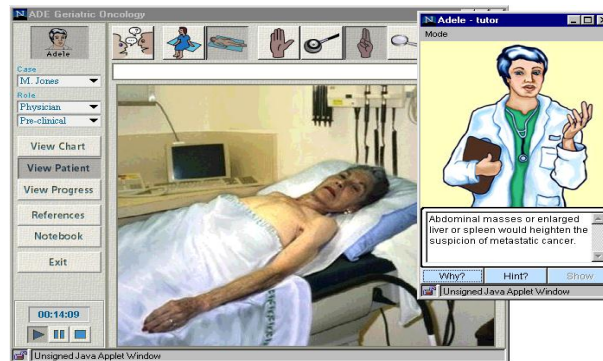 ADE Geriatric Oncology
Adele
Case
M. Jones
Role
Physician
Pre-clinical
View Chart
View Patient
View Progress
References
Notebook
Exit
00:14:09
Unsigned Java Applet Window
Adele - tutor
Mode
Abdominal masses or enlarged
liver or spleen would heighten the
suspicion of metastatic cancer.
Why?
Hint?
Show
Unsigned Java Applet Window